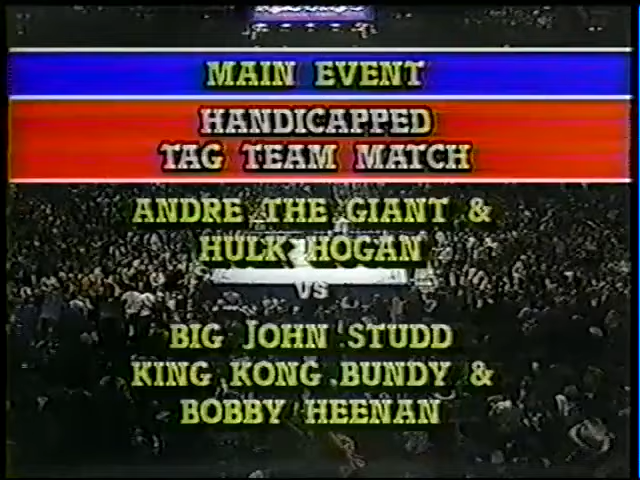 MAIN EVENT
HANDICAPPED
TAG TEAM MATCH
ANDRE THE GIANT &
HULK HOGAN
VS
BIG JOHN STUDD
KING KONG BUNDY &
BOBBY HEENAN